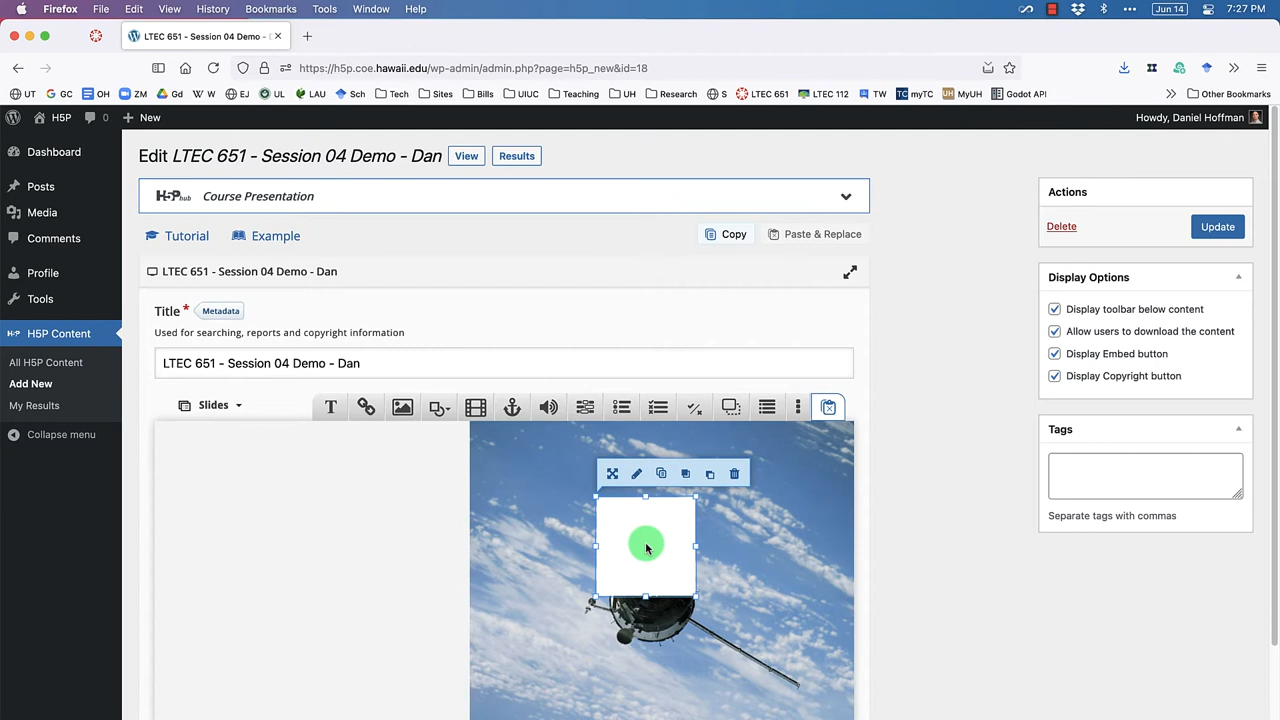 Firefox File Edit View History Bookmarks Tools Window Help Jun 14 7:27 PM
LTEC 651 - Session 04 Demo -
https://h5p.coe.hawaii.edu/wp-admin/admin.php?page=h5p_new&id=18
UT GC OH ZM Gd W EJ UL LAU Sch Tech Sites Bills UIUC Teaching UH Research S LTEC 651 LTEC 112 TW myTC MyUH Godot API Other Bookmarks
H5P 0 New Howdy, Daniel Hoffman
Dashboard
Posts
Media
Comments
Profile
Tools
H5P Content
All H5P Content
Add New
My Results
Collapse menu
Edit LTEC 651 - Session 04 Demo - Dan View Results
H5P hub Course Presentation
Tutorial Example Copy Paste & Replace
LTEC 651 - Session 04 Demo - Dan
Title * Metadata
Used for searching, reports and copyright information
LTEC 651 - Session 04 Demo - Dan
Slides
Actions
Delete Update
Display Options
Display toolbar below content
Allow users to download the content
Display Embed button
Display Copyright button
Tags
Separate tags with commas